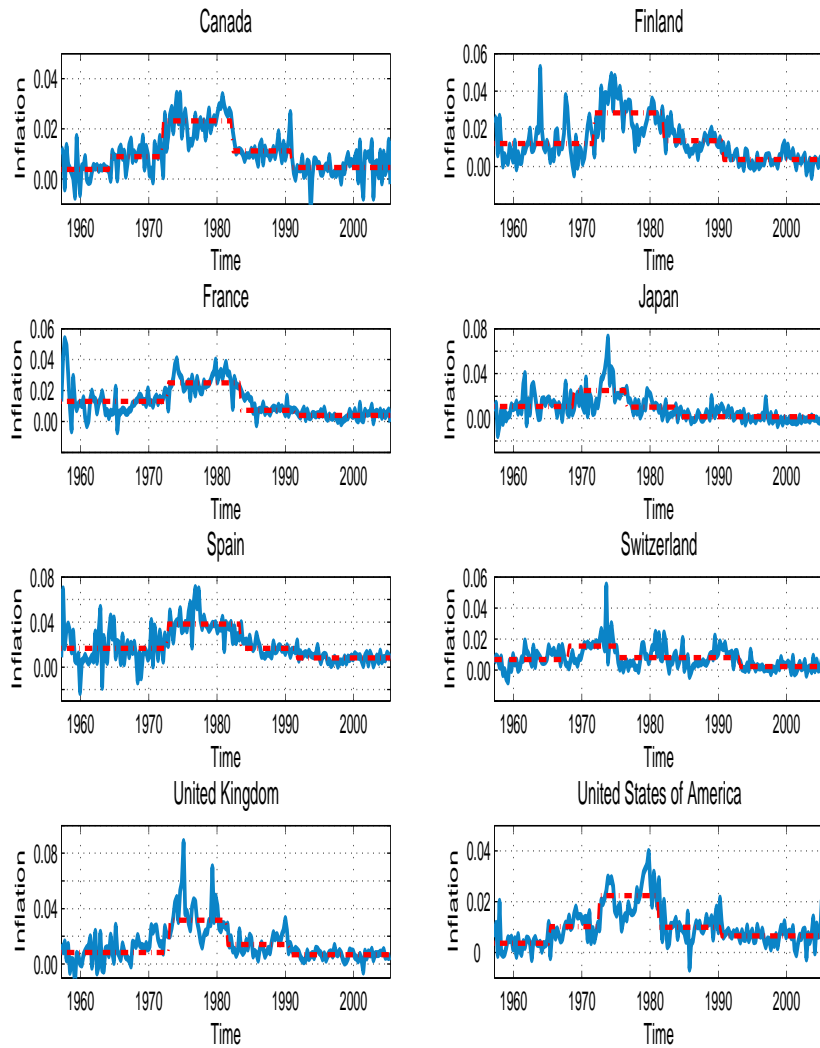 Canada
Inflation
0.04
0.02
0.00
1960 1970 1980 1990 2000
Time
Finland
Inflation
0.06
0.04
0.02
0.00
1960 1970 1980 1990 2000
Time
France
Inflation
0.06
0.04
0.02
0.00
1960 1970 1980 1990 2000
Time
Japan
Inflation
0.08
0.04
0.00
1960 1970 1980 1990 2000
Time
Spain
Inflation
0.08
0.04
0.00
1960 1970 1980 1990 2000
Time
Switzerland
Inflation
0.06
0.04
0.02
0.00
1960 1970 1980 1990 2000
Time
United Kingdom
Inflation
0.08
0.04
0.00
1960 1970 1980 1990 2000
Time
United States of America
Inflation
0.04
0.02
0
1960 1970 1980 1990 2000
Time